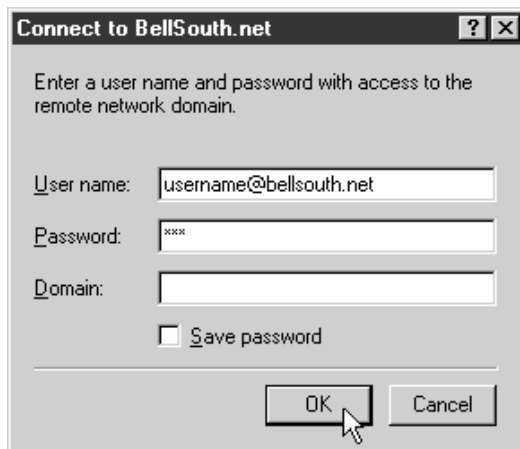 Connect to BellSouth.net
Enter a user name and password with access to the
remote network domain.
User name: username@bellsouth.net
Password: ***
Domain:
Save password
OK Cancel